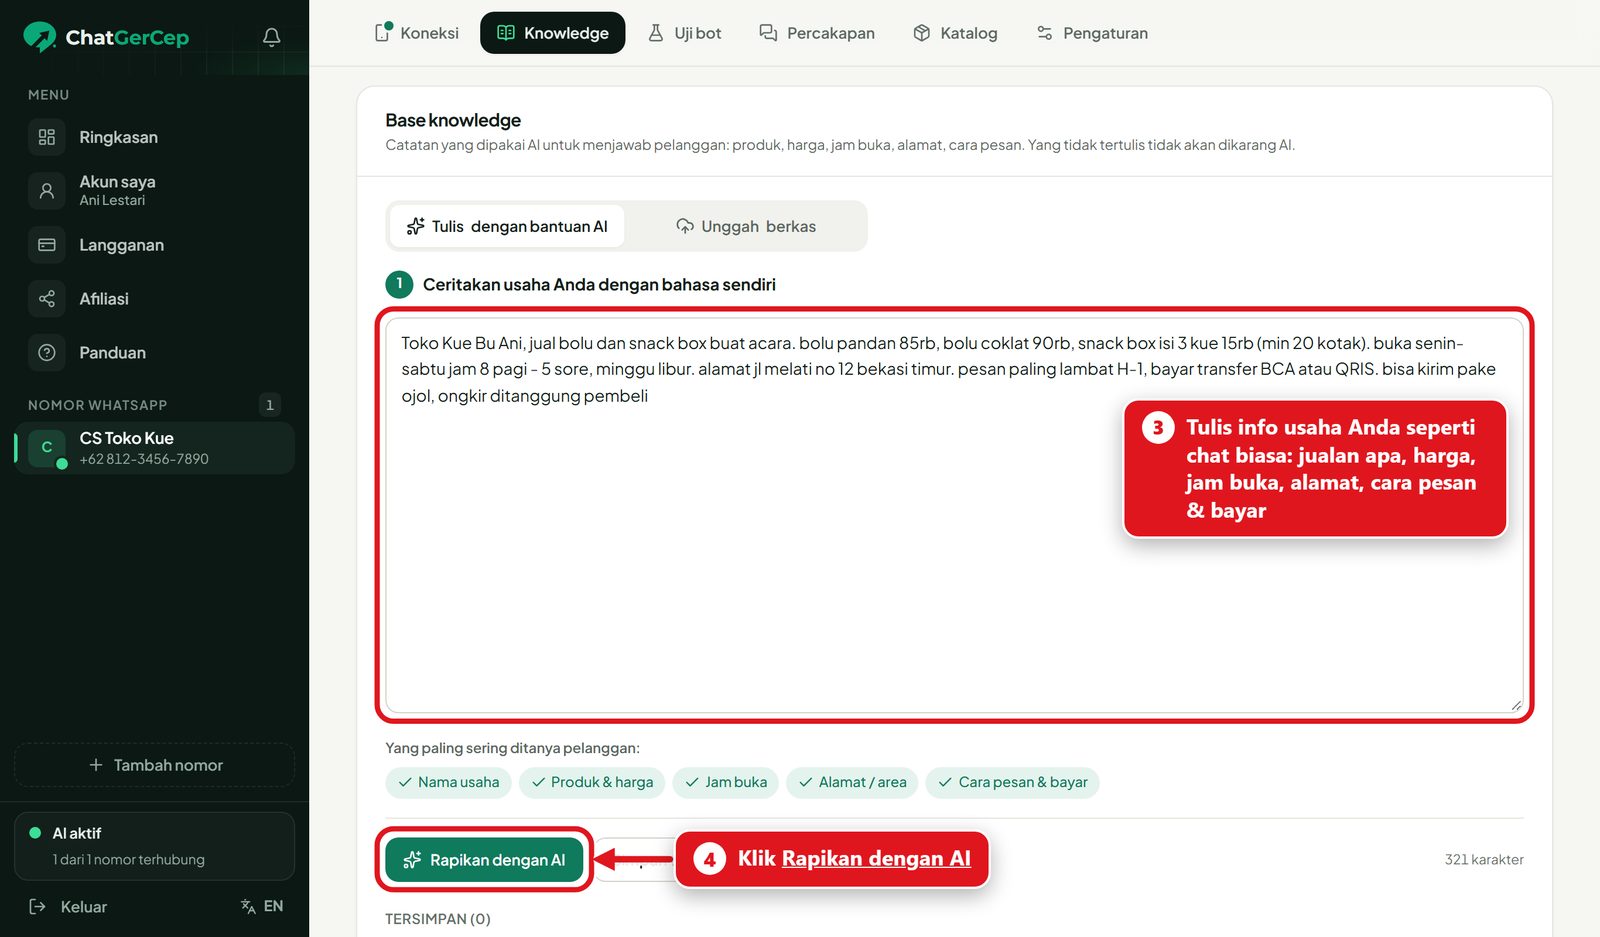 ChatGerCep
MENU
Ringkasan
Akun saya
Ani Lestari
Langganan
Afiliasi
Panduan
NOMOR WHATSAPP 1
C CS Toko Kue
+62 812-3456-7890
+ Tambah nomor
AI aktif
1 dari 1 nomor terhubung
Keluar EN
Koneksi Knowledge Uji bot Percakapan Katalog Pengaturan
Base knowledge
Catatan yang dipakai AI untuk menjawab pelanggan: produk, harga, jam buka, alamat, cara pesan. Yang tidak tertulis tidak akan dikarang AI.
Tulis dengan bantuan AI Unggah berkas
1 Ceritakan usaha Anda dengan bahasa sendiri
Toko Kue Bu Ani, jual bolu dan snack box buat acara. bolu pandan 85rb, bolu coklat 90rb, snack box isi 3 kue 15rb (min 20 kotak). buka senin-
sabtu jam 8 pagi - 5 sore, minggu libur. alamat jl melati no 12 bekasi timur. pesan paling lambat H-1, bayar transfer BCA atau QRIS. bisa kirim pake
ojol, ongkir ditanggung pembeli
3 Tulis info usaha Anda seperti
chat biasa: jualan apa, harga,
jam buka, alamat, cara pesan
& bayar
Yang paling sering ditanya pelanggan:
Nama usaha Produk & harga Jam buka Alamat / area Cara pesan & bayar
Rapikan dengan AI 4 Klik Rapikan dengan AI 321 karakter
TERSIMPAN (0)